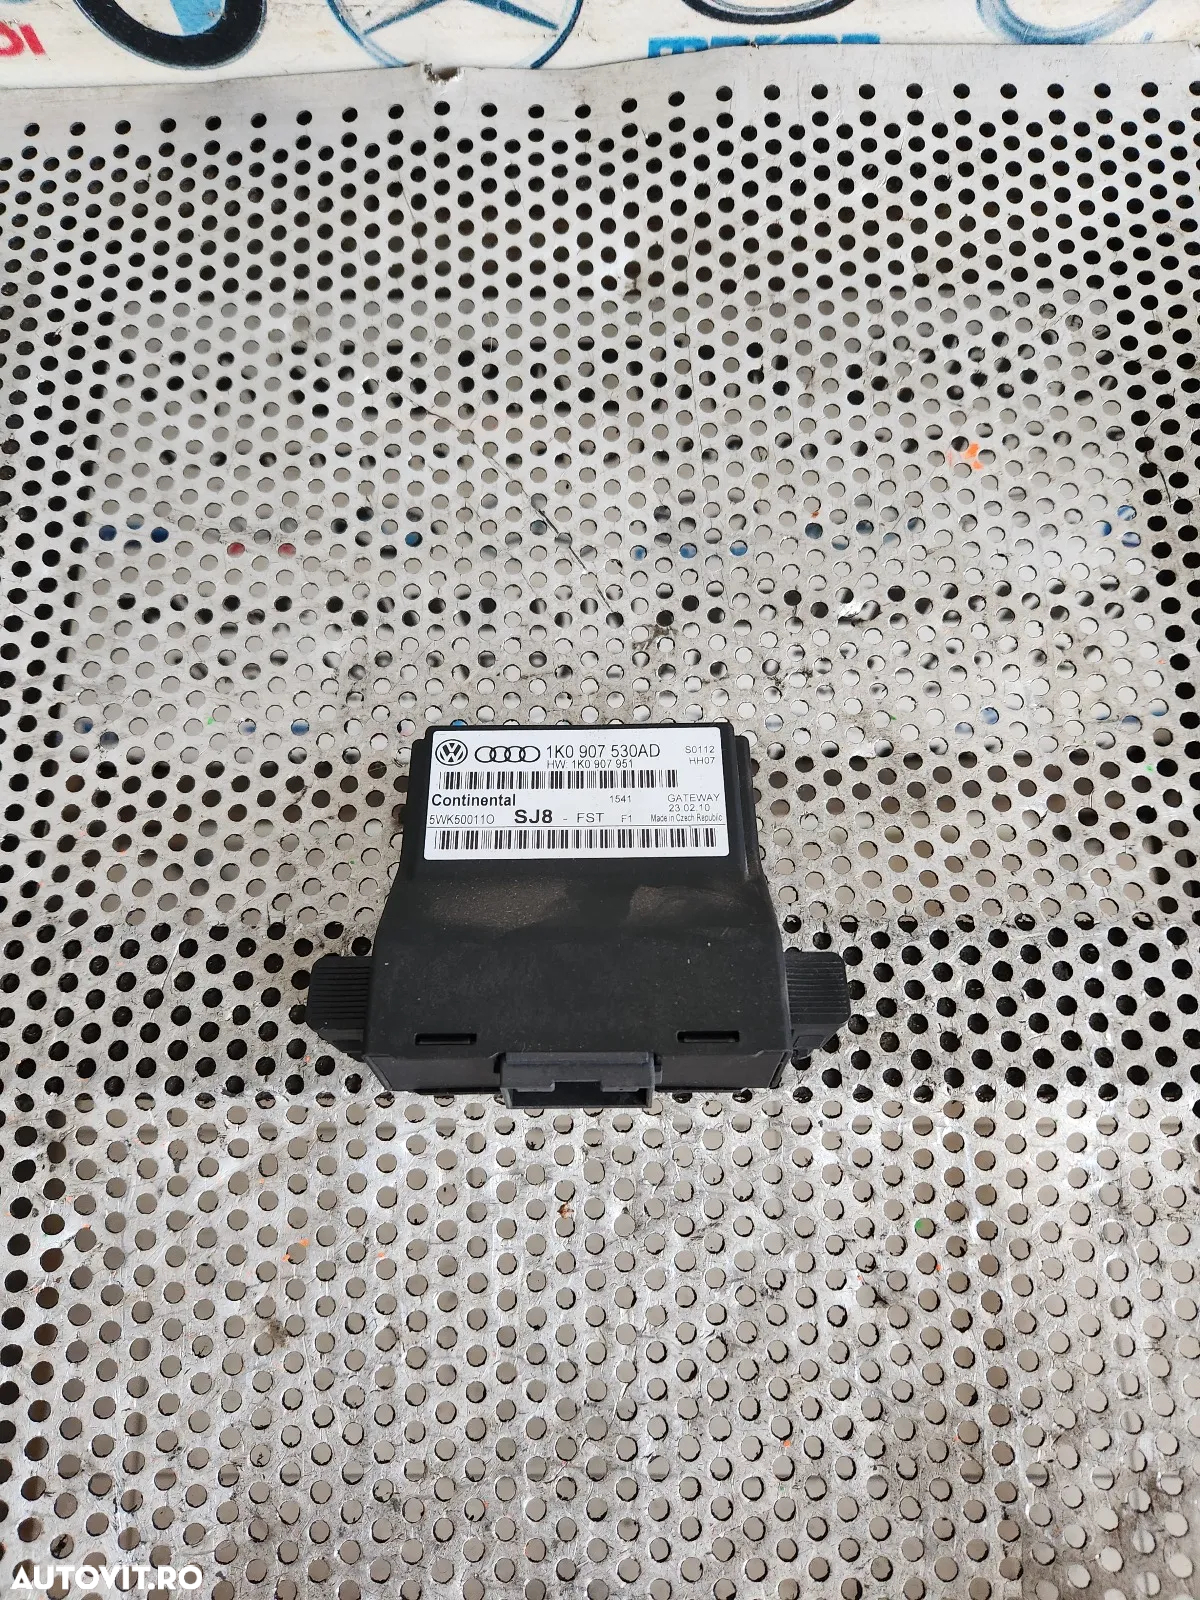 1K0 907 530AD
HW: 1K0 907 951
S0112
HH07
Continental
1541
GATEWAY
23.02.10
5WK50011O SJ8 - FST F1 Made in Czech Republic
AUTOVIT.RO